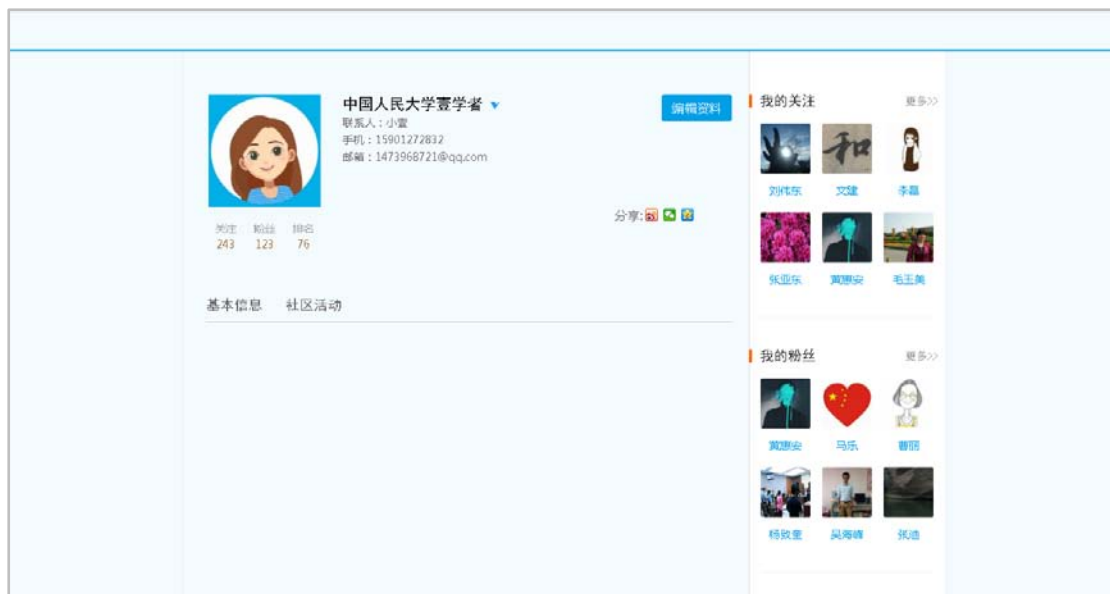 中国人民大学壹学者
联系人：小壹
手机：15901272832
邮箱：1473968721@qq.com
编辑资料
分享:
关注 粉丝 排名
243 123 76
基本信息 社区活动
我的关注 更多>>
和
刘伟东 文建 李磊
张亚东 黄惠安 毛玉美
我的粉丝 更多>>
黄惠安 马乐 曹丽
杨致奎 吴海峰 张迪